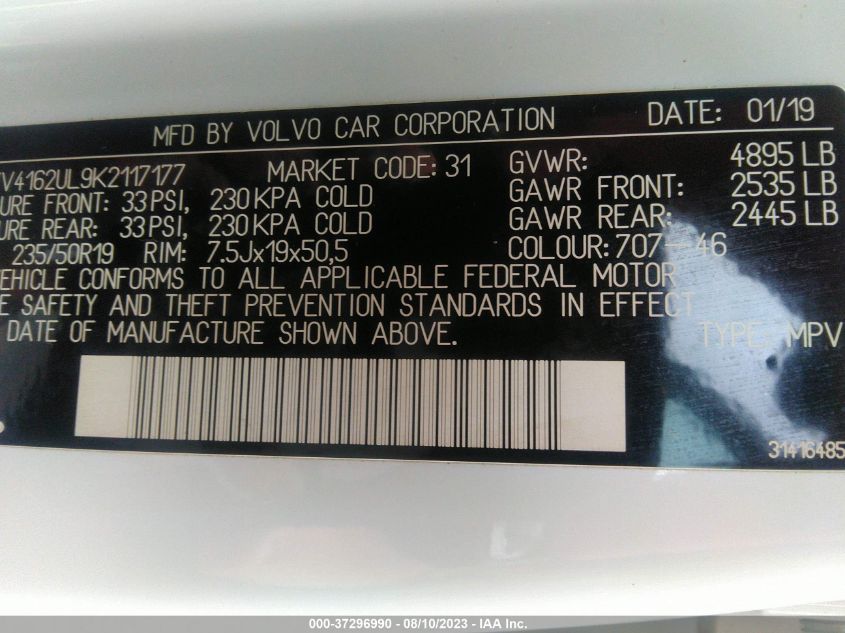 MFD BY VOLVO CAR CORPORATION DATE: 01/19
V4162UL9K2117177 MARKET CODE: 31 GVWR: 4895 LB
URE FRONT: 33 PSI, 230 KPA COLD GAWR FRONT: 2535 LB
URE REAR: 33 PSI, 230 KPA COLD GAWR REAR: 2445 LB
235/50R19 RIM: 7.5Jx19x50,5 COLOUR: 707-46
EHICLE CONFORMS TO ALL APPLICABLE FEDERAL MOTOR
E SAFETY AND THEFT PREVENTION STANDARDS IN EFFECT
DATE OF MANUFACTURE SHOWN ABOVE. TYPE: MPV
31416485
000-37296990 - 08/10/2023 - IAA Inc.